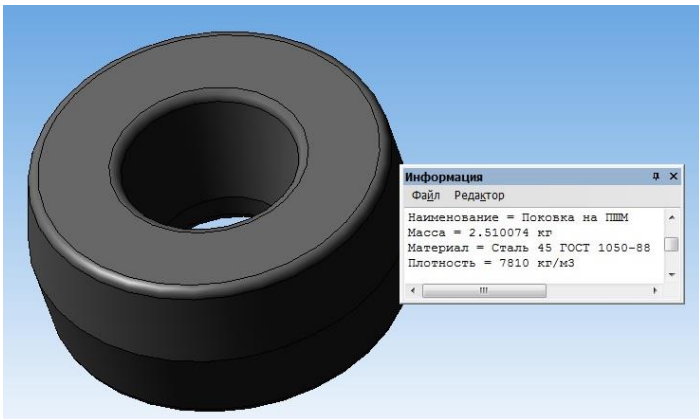 Информация
Файл Редактор
Наименование = Поковка на ПШМ
Масса = 2.510074 кг
Материал = Сталь 45 ГОСТ 1050-88
Плотность = 7810 кг/м3